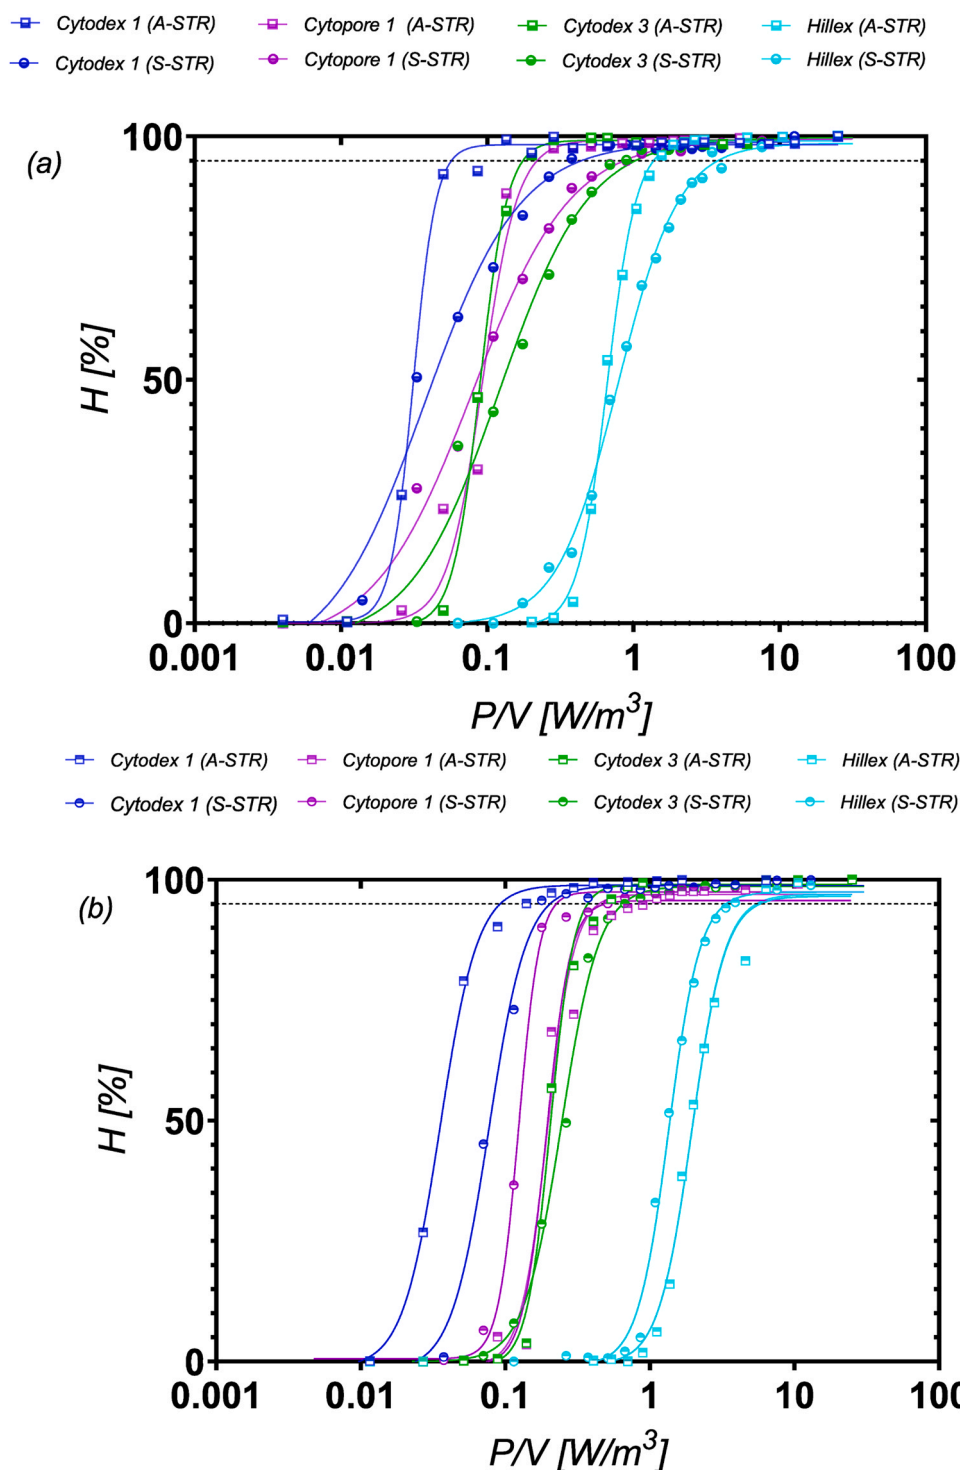 Cytodex 1 (A-STR) Cytopore 1 (A-STR) Cytodex 3 (A-STR) Hillex (A-STR)
Cytodex 1 (S-STR) Cytopore 1 (S-STR) Cytodex 3 (S-STR) Hillex (S-STR)
(a)
100
50
0
H [%]
0.001 0.01 0.1 1 10 100
P/V [W/m³]
Cytodex 1 (A-STR) Cytopore 1 (A-STR) Cytodex 3 (A-STR) Hillex (A-STR)
Cytodex 1 (S-STR) Cytopore 1 (S-STR) Cytodex 3 (S-STR) Hillex (S-STR)
(b)
100
50
0
H [%]
0.001 0.01 0.1 1 10 100
P/V [W/m³]